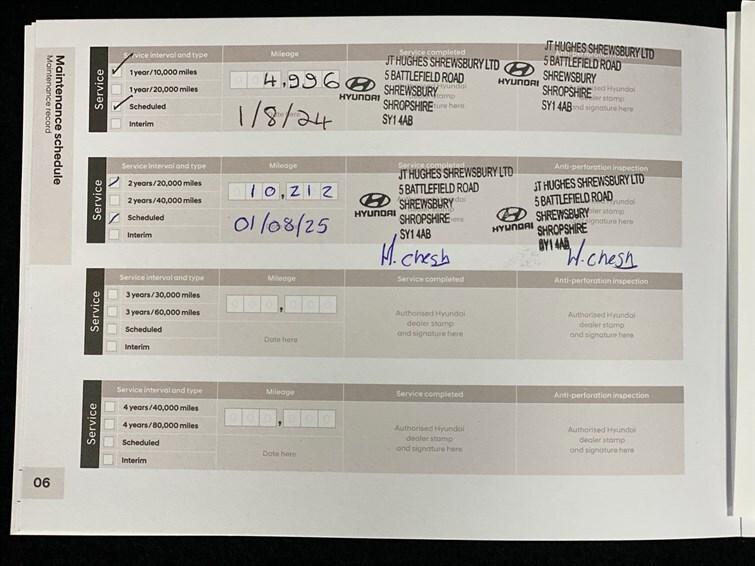 Maintenance schedule
Maintenance record
Service
Service interval and type
Mileage
Service completed
1 year/10,000 miles
1 year/20,000 miles
Scheduled
Interim
4,996
1/8/24
HYUNDAI
JT HUGHES SHREWSBURY LTD
5 BATTLEFIELD ROAD
SHREWSBURY
SHROPSHIRE
SY1 4AB
HYUNDAI
JT HUGHES SHREWSBURY LTD
5 BATTLEFIELD ROAD
SHREWSBURY
SHROPSHIRE
SY1 4AB
Service
Service interval and type
Mileage
Service completed
Anti-perforation inspection
2 years/20,000 miles
2 years/40,000 miles
Scheduled
Interim
10,212
01/08/25
HYUNDAI
JT HUGHES SHREWSBURY LTD
5 BATTLEFIELD ROAD
SHREWSBURY
SHROPSHIRE
SY1 4AB
HYUNDAI
JT HUGHES SHREWSBURY LTD
5 BATTLEFIELD ROAD
SHREWSBURY
SHROPSHIRE
SY1 4AB
Service
Service interval and type
Mileage
Service completed
Anti-perforation inspection
3 years/30,000 miles
3 years/60,000 miles
Scheduled
Interim
000,000
Date here
Authorised Hyundai
dealer stamp
and signature here
Authorised Hyundai
dealer stamp
and signature here
Service
Service interval and type
Mileage
Service completed
Anti-perforation inspection
4 years/40,000 miles
4 years/80,000 miles
Scheduled
Interim
000,000
Date here
Authorised Hyundai
dealer stamp
and signature here
Authorised Hyundai
dealer stamp
and signature here
06